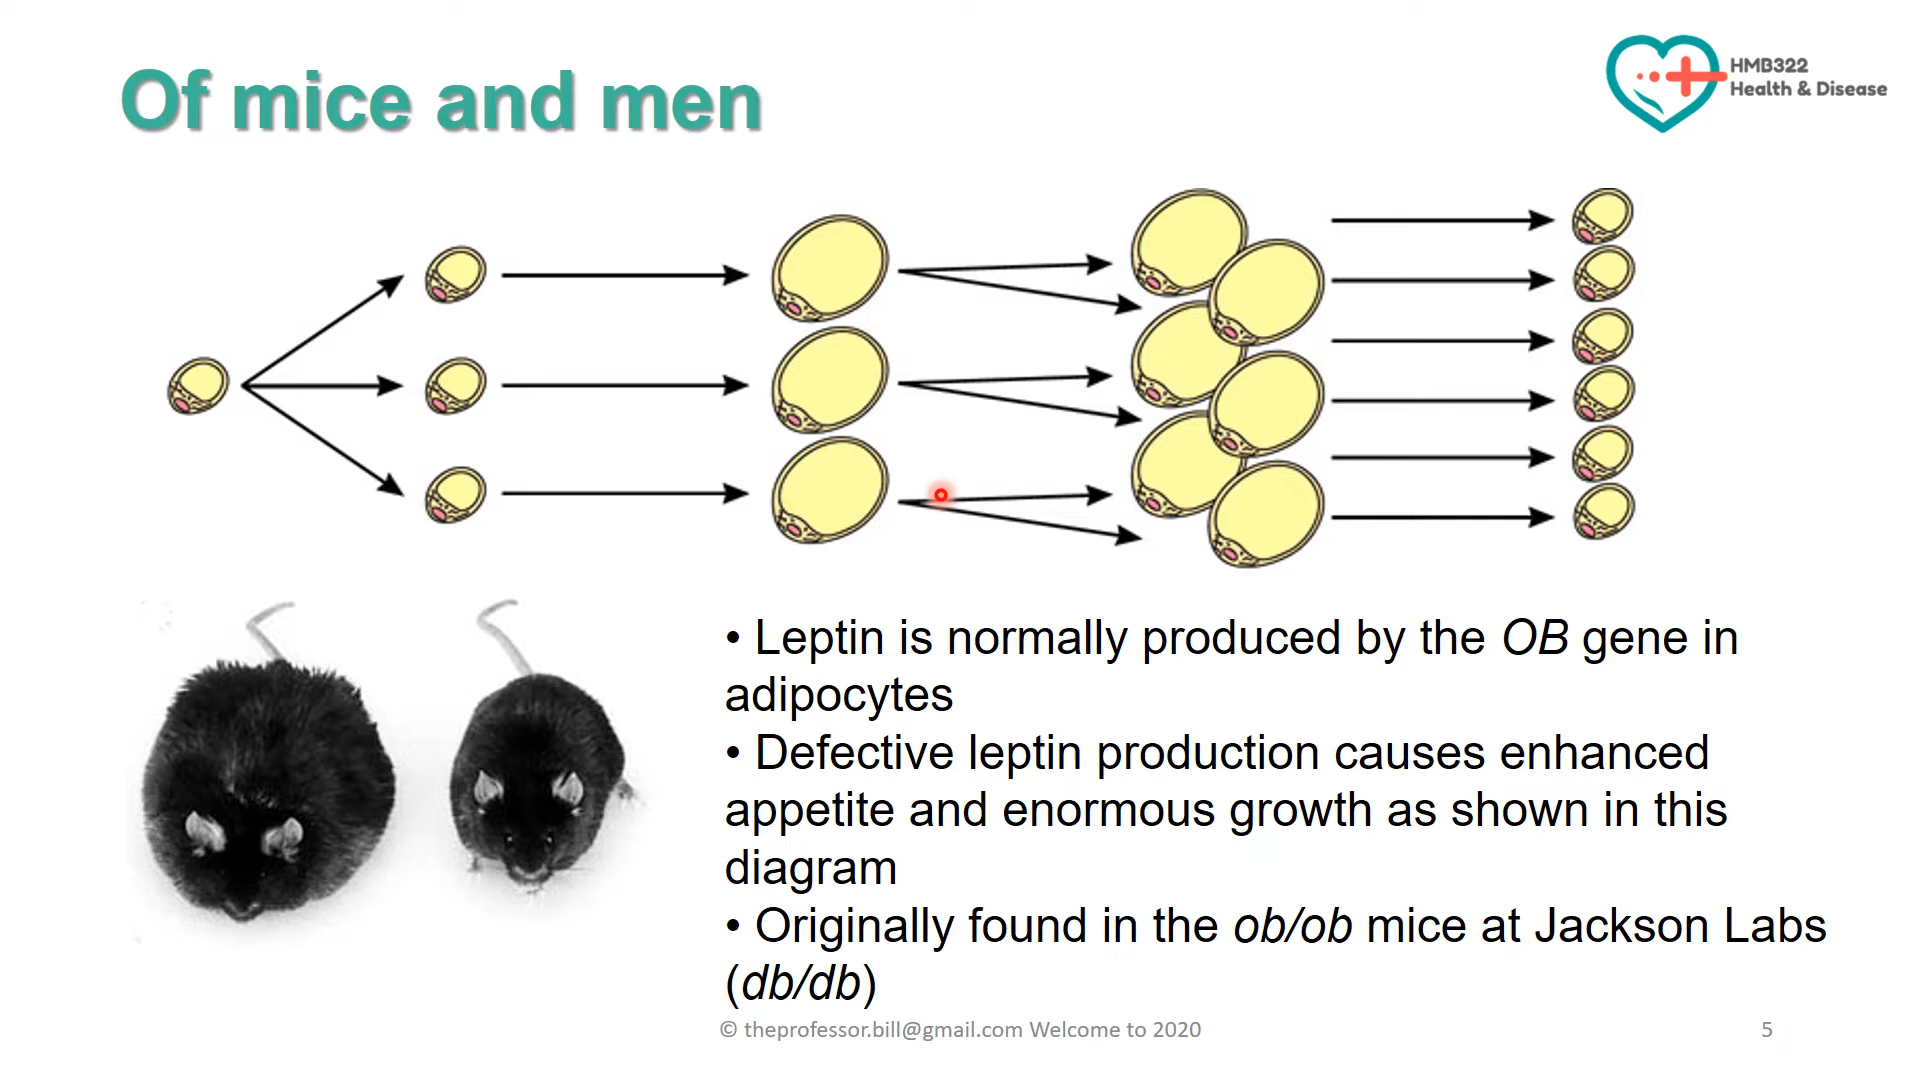 Of mice and men
HMB322
Health & Disease
• Leptin is normally produced by the OB gene in
adipocytes
• Defective leptin production causes enhanced
appetite and enormous growth as shown in this
diagram
• Originally found in the ob/ob mice at Jackson Labs
(db/db)
© theprofessor.bill@gmail.com Welcome to 2020
5